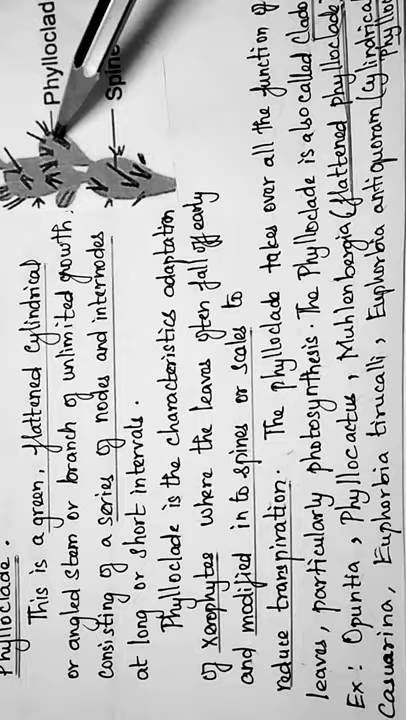 Phylloclad
Spine
Phylloclade.
This is a green, flattened Cylindrical
or angled stem or branch of unlimited growth.
consisting of a series of nodes and internodes
at long or short intervals.
Phylloclade is the characteristics adaptation
of Xerophytes where the leaves often fall off early
and modified in to spines or scales to
reduce transpiration. The phylloclade takes over all the function of
leaves, particularly photosynthesis. The Phylloclade is also called Clado
Ex: Opuntia, Phyllocactus, Muhlenbergia (flattened phylloclade)
Casuarina, Euphorbia tirucalli, Euphorbia antiquoram (Cylindrical
Phyllo